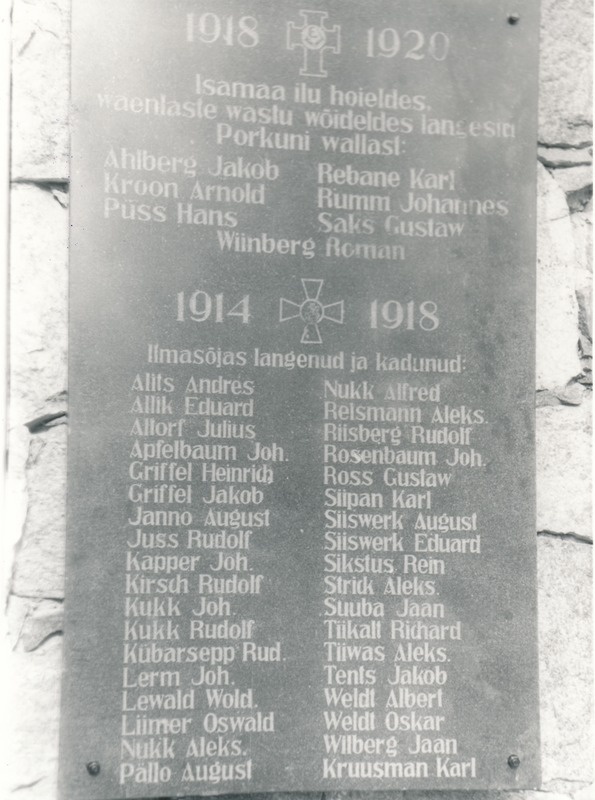 1918 1920
Isamaa ilu hoieldes,
waenlaste wastu wõideldes langesid
Porkuni wallast:
Ahlberg Jakob Rebane Karl
Kroon Arnold Rumm Johannes
Püss Hans Saks Gustaw
Wiinberg Roman
1914 1918
Ilmasõjas langenud ja kadunud:
Alits Andres
Allik Eduard
Altorf Julius
Apfelbaum Joh.
Griffel Heinrich
Griffel Jakob
Janno August
Juss Rudolf
Kapper Joh.
Kirsch Rudolf
Kukk Joh.
Kukk Rudolf
Kübarsepp Rud.
Lerm Joh.
Lewald Wold.
Liimer Oswald
Nukk Aleks.
Pällo August
Nukk Alfred
Reismann Aleks.
Riisberg Rudolf
Rosenbaum Joh.
Ross Gustaw
Siipan Karl
Siiswerk August
Siiswerk Eduard
Sikstus Rein
Strick Aleks.
Suuba Jaan
Tiikalt Richard
Tiiwas Aleks.
Tents Jakob
Weldt Albert
Weldt Oskar
Wilberg Jaan
Kruusman Karl